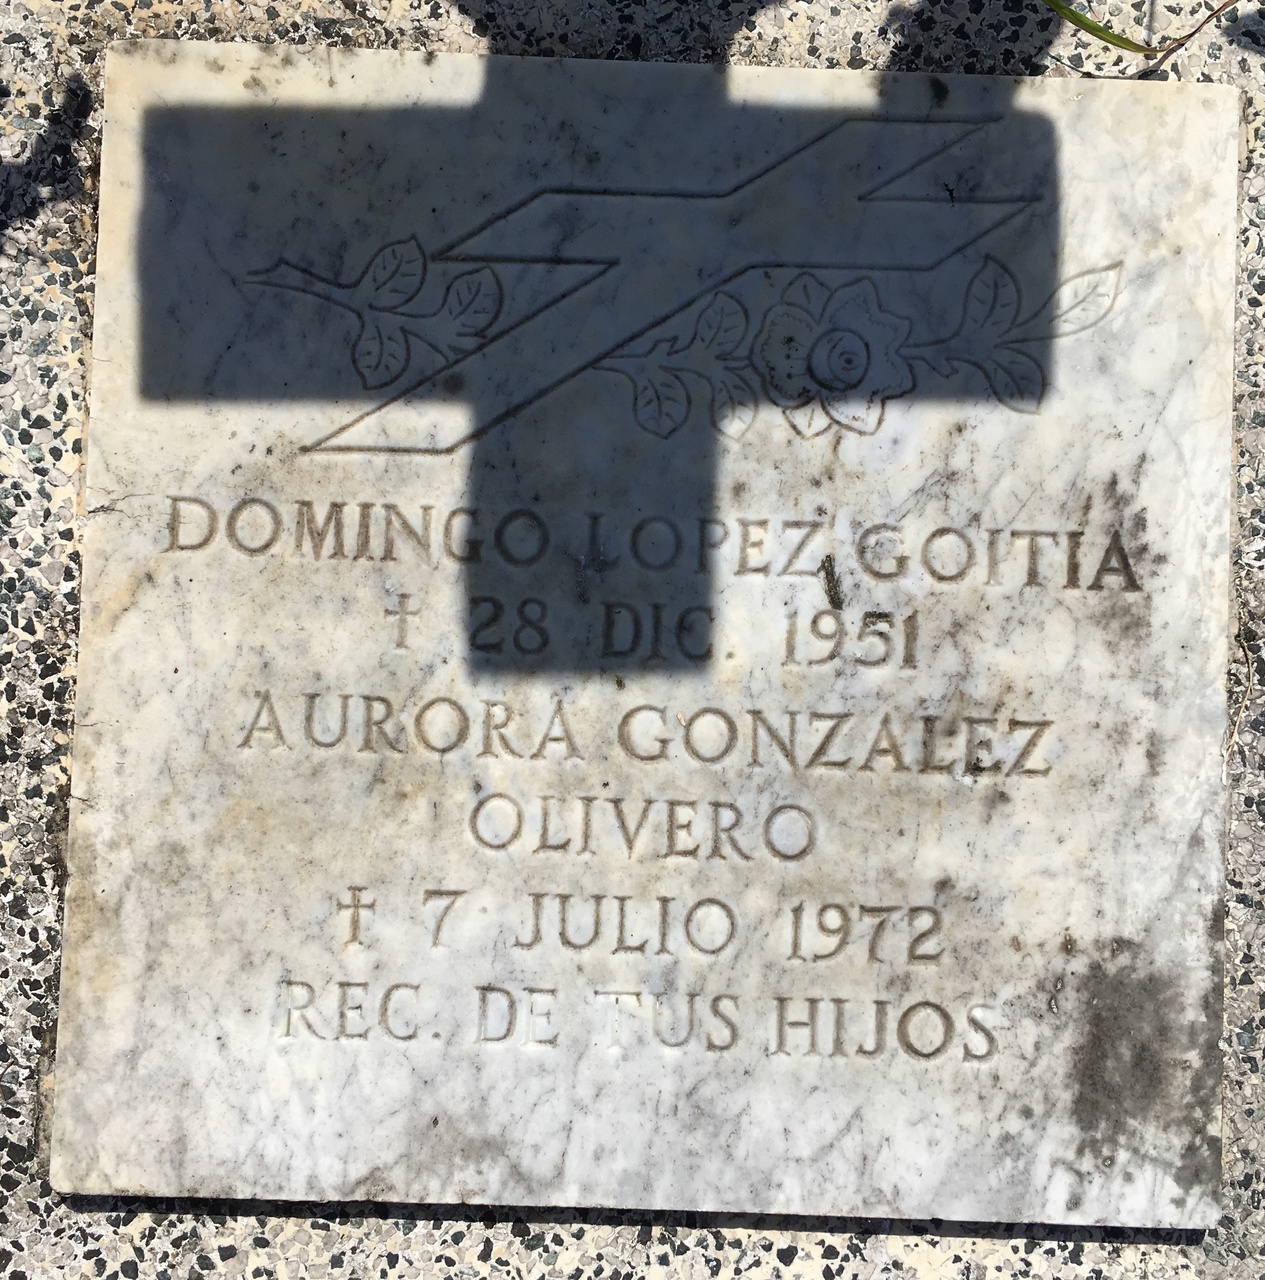 DOMINGO LOPEZ GOITIA
† 28 DIC. 1951
AURORA GONZALEZ
OLIVERO
† 7 JULIO 1972
REC. DE TUS HIJOS